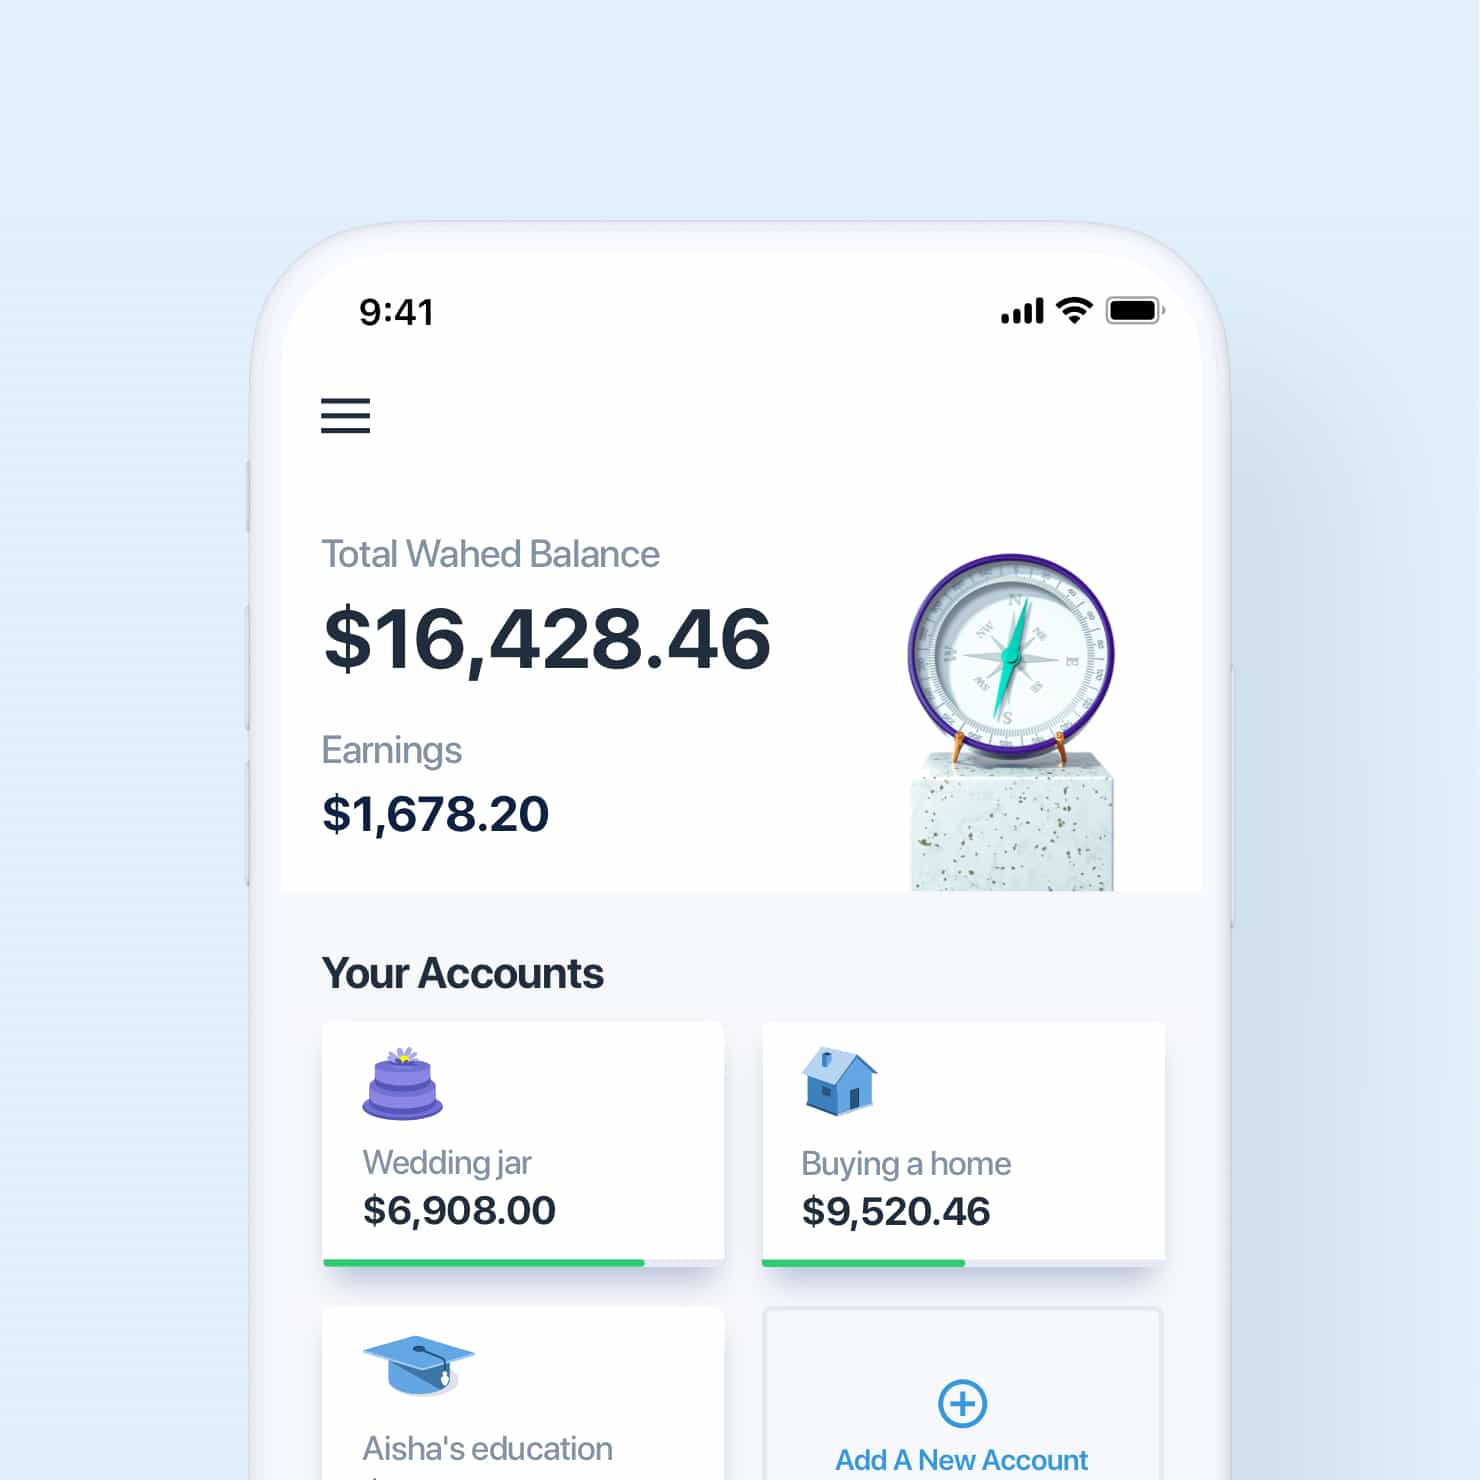 9:41
Total Wahed Balance
$16,428.46
N
NW
NE
W
E
SW
SE
S
Earnings
$1,678.20
Your Accounts
Wedding jar
$6,908.00
Buying a home
$9,520.46
Aisha's education
Add A New Account